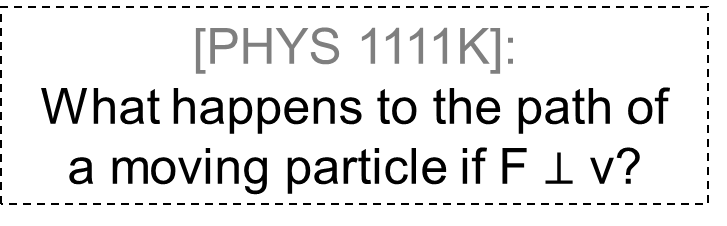 [PHYS 1111K]:
What happens to the path of
a moving particle if F ⊥ v?